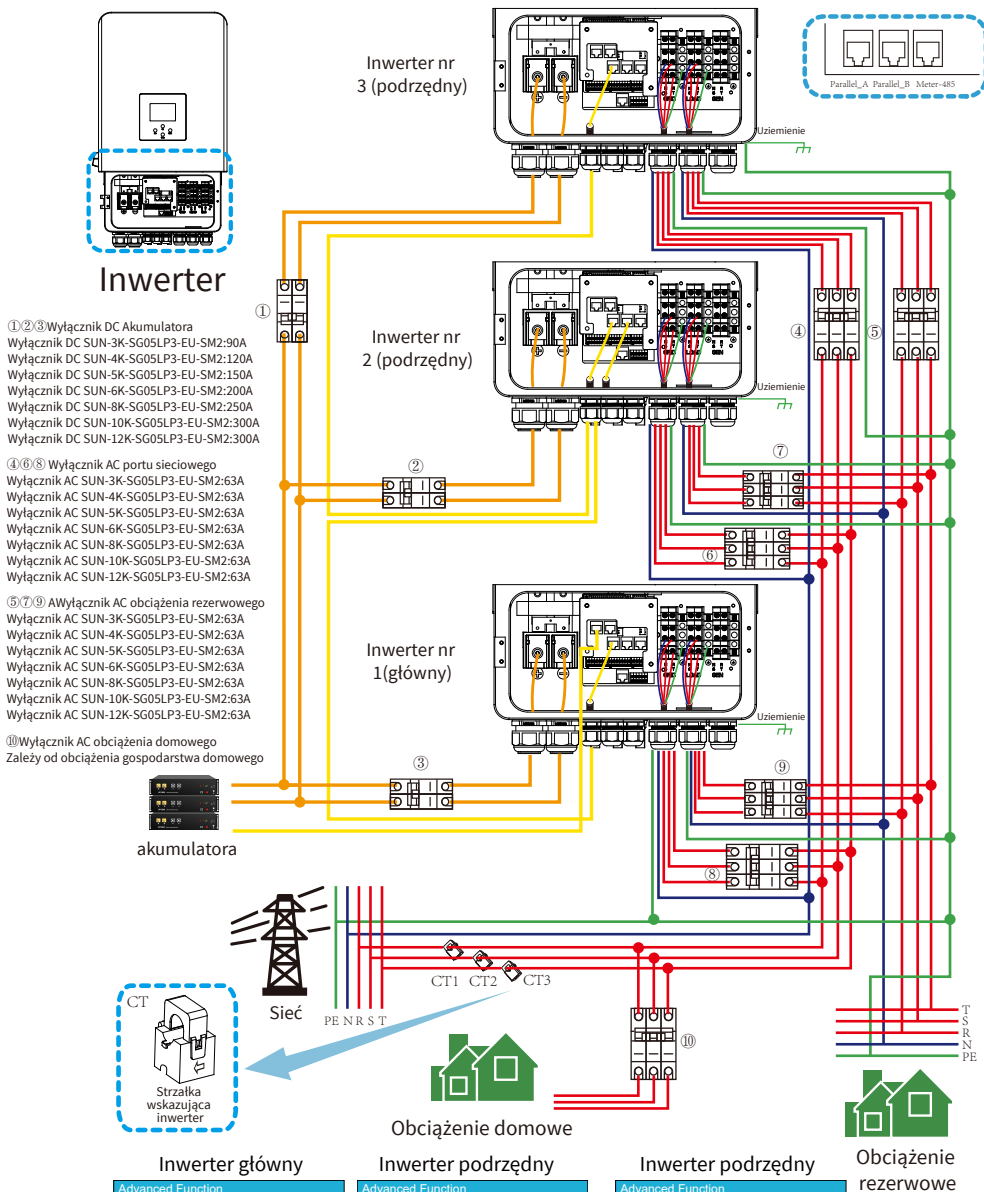 Inwerter nr
3 (podrzędny)
Parallel_A Parallel_B Meter-485
GRID
LOAD
GEN
Uziemienie
Inwerter
①
①②③Wyłącznik DC Akumulatora
Wyłącznik DC SUN-3K-SG05LP3-EU-SM2:90A
Wyłącznik DC SUN-4K-SG05LP3-EU-SM2:120A
Wyłącznik DC SUN-5K-SG05LP3-EU-SM2:150A
Wyłącznik DC SUN-6K-SG05LP3-EU-SM2:200A
Wyłącznik DC SUN-8K-SG05LP3-EU-SM2:250A
Wyłącznik DC SUN-10K-SG05LP3-EU-SM2:300A
Wyłącznik DC SUN-12K-SG05LP3-EU-SM2:300A
④⑥⑧ Wyłącznik AC portu sieciowego
Wyłącznik AC SUN-3K-SG05LP3-EU-SM2:63A
Wyłącznik AC SUN-4K-SG05LP3-EU-SM2:63A
Wyłącznik AC SUN-5K-SG05LP3-EU-SM2:63A
Wyłącznik AC SUN-6K-SG05LP3-EU-SM2:63A
Wyłącznik AC SUN-8K-SG05LP3-EU-SM2:63A
Wyłącznik AC SUN-10K-SG05LP3-EU-SM2:63A
Wyłącznik AC SUN-12K-SG05LP3-EU-SM2:63A
⑤⑦⑨ AWyłącznik AC obciążenia rezerwowego
Wyłącznik AC SUN-3K-SG05LP3-EU-SM2:63A
Wyłącznik AC SUN-4K-SG05LP3-EU-SM2:63A
Wyłącznik AC SUN-5K-SG05LP3-EU-SM2:63A
Wyłącznik AC SUN-6K-SG05LP3-EU-SM2:63A
Wyłącznik AC SUN-8K-SG05LP3-EU-SM2:63A
Wyłącznik AC SUN-10K-SG05LP3-EU-SM2:63A
Wyłącznik AC SUN-12K-SG05LP3-EU-SM2:63A
⑩Wyłącznik AC obciążenia domowego
Zależy od obciążenia gospodarstwa domowego
akumulatora
Inwerter nr
2 (podrzędny)
GRID
LOAD
GEN
Uziemienie
④
⑤
②
⑦
⑥
Inwerter nr
1(główny)
GRID
LOAD
GEN
Uziemienie
③
⑨
⑧
CT1 CT2 CT3
Sieć
PE N R S T
CT
Strzałka
wskazująca
inwerter
⑩
Obciążenie domowe
T
S
R
N
PE
Obciążenie
rezerwowe
Inwerter główny
Inwerter podrzędny
Inwerter podrzędny
Advanced Function
Advanced Function
Advanced Function